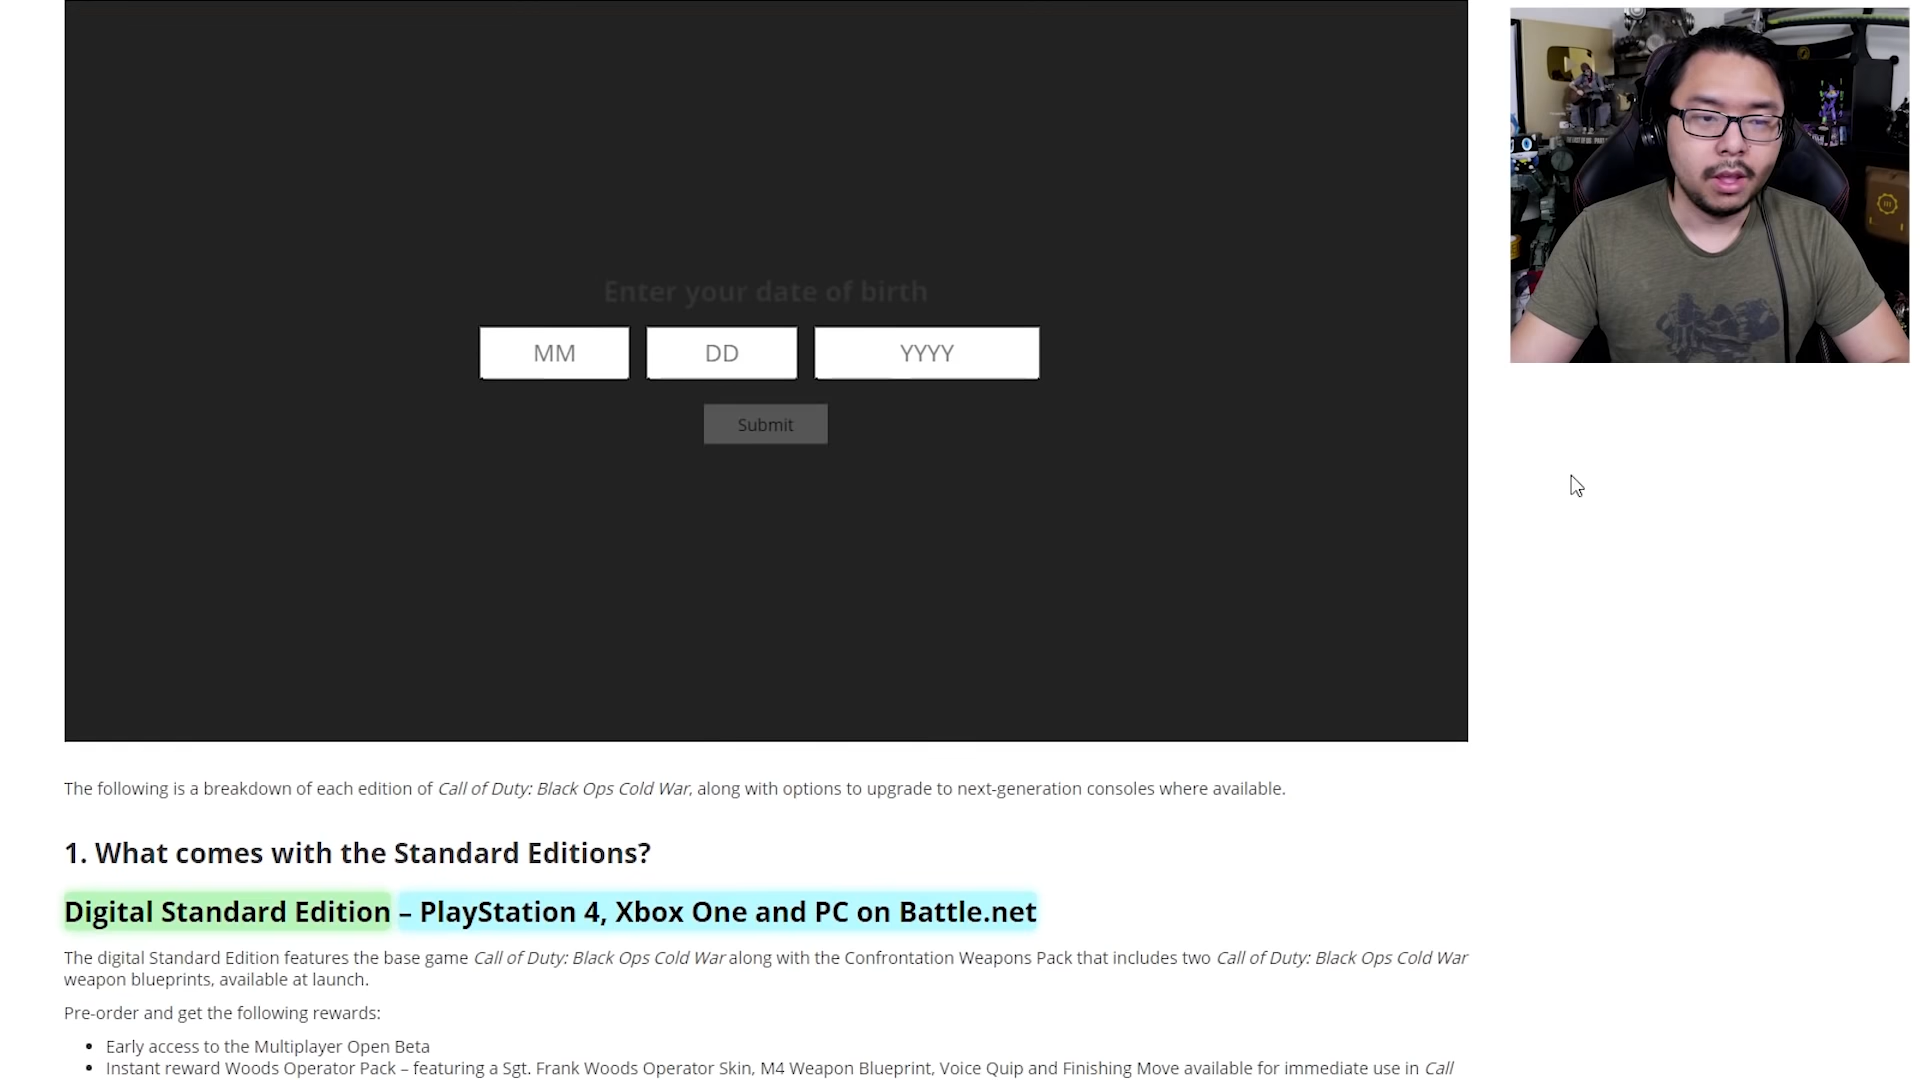 Enter your date of birth
MM DD YYYY
Submit
The following is a breakdown of each edition of Call of Duty: Black Ops Cold War, along with options to upgrade to next-generation consoles where available.
1. What comes with the Standard Editions?
Digital Standard Edition – PlayStation 4, Xbox One and PC on Battle.net
The digital Standard Edition features the base game Call of Duty: Black Ops Cold War along with the Confrontation Weapons Pack that includes two Call of Duty: Black Ops Cold War
weapon blueprints, available at launch.
Pre-order and get the following rewards:
• Early access to the Multiplayer Open Beta
• Instant reward Woods Operator Pack – featuring a Sgt. Frank Woods Operator Skin, M4 Weapon Blueprint, Voice Quip and Finishing Move available for immediate use in Call